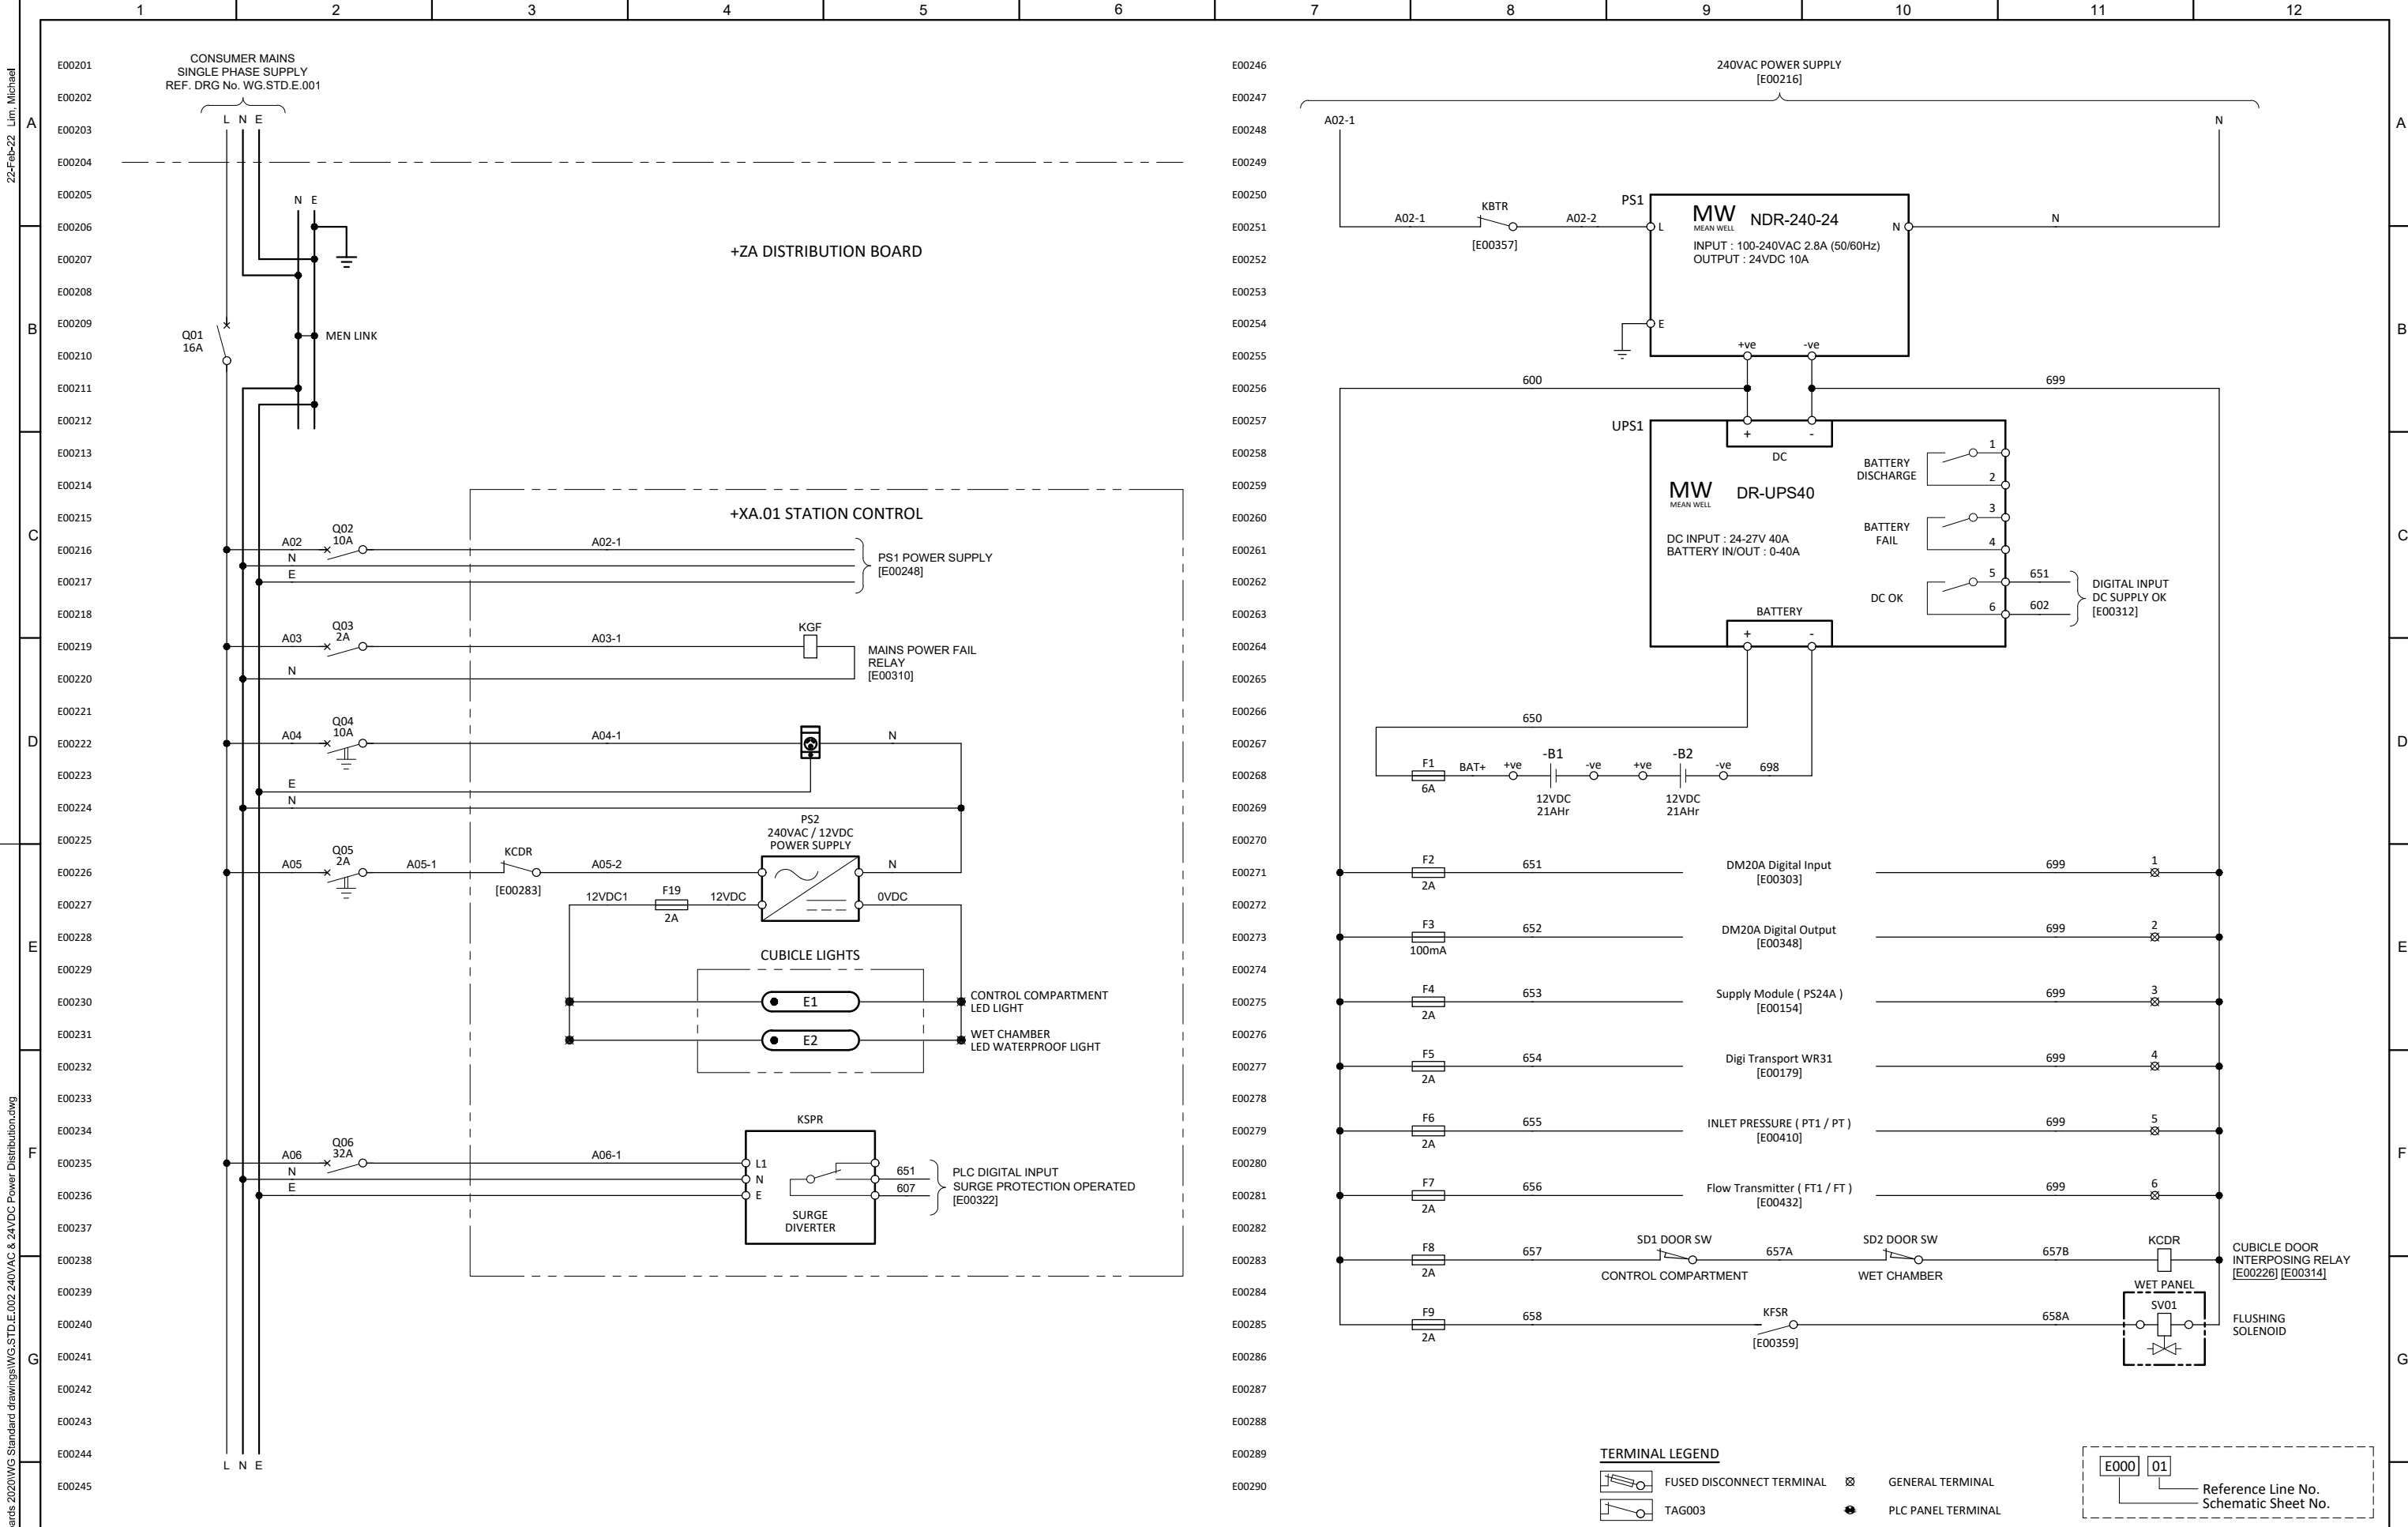 1 2 3 4 5 6 7 8 9 10 11 12
22-Feb-22 Lim, Michael
A
B
C
D
E
F
G
E00201
E00202
E00203
E00204
E00205
E00206
E00207
E00208
E00209
E00210
E00211
E00212
E00213
E00214
E00215
E00216
E00217
E00218
E00219
E00220
E00221
E00222
E00223
E00224
E00225
E00226
E00227
E00228
E00229
E00230
E00231
E00232
E00233
E00234
E00235
E00236
E00237
E00238
E00239
E00240
E00241
E00242
E00243
E00244
E00245
CONSUMER MAINS
SINGLE PHASE SUPPLY
REF. DRG No. WG.STD.E.001
L N E
N E
+ZA DISTRIBUTION BOARD
Q01
16A
MEN LINK
+XA.01 STATION CONTROL
A02
Q02
10A
A02-1
N
E
PS1 POWER SUPPLY
[E00248]
A03
Q03
2A
A03-1
KGF
N
MAINS POWER FAIL
RELAY
[E00310]
A04
Q04
10A
A04-1
N
E
N
PS2
240VAC / 12VDC
POWER SUPPLY
A05
Q05
2A
A05-1
KCDR
[E00283]
A05-2
N
12VDC1
F19
2A
12VDC
0VDC
CUBICLE LIGHTS
E1
CONTROL COMPARTMENT
LED LIGHT
E2
WET CHAMBER
LED WATERPROOF LIGHT
KSPR
A06
Q06
32A
A06-1
N
E
L1
N
E
SURGE
DIVERTER
651
607
PLC DIGITAL INPUT
SURGE PROTECTION OPERATED
[E00322]
L N E
E00246
E00247
E00248
E00249
E00250
E00251
E00252
E00253
E00254
E00255
E00256
E00257
E00258
E00259
E00260
E00261
E00262
E00263
E00264
E00265
E00266
E00267
E00268
E00269
E00270
E00271
E00272
E00273
E00274
E00275
E00276
E00277
E00278
E00279
E00280
E00281
E00282
E00283
E00284
E00285
E00286
E00287
E00288
E00289
E00290
240VAC POWER SUPPLY
[E00216]
A02-1
N
A02-1
KBTR
[E00357]
A02-2
PS1
MW
MEAN WELL
NDR-240-24
INPUT : 100-240VAC 2.8A (50/60Hz)
OUTPUT : 24VDC 10A
L
N
E
+ve
-ve
N
600
699
UPS1
+
-
DC
MW
MEAN WELL
DR-UPS40
DC INPUT : 24-27V 40A
BATTERY IN/OUT : 0-40A
BATTERY
DISCHARGE
1
2
BATTERY
FAIL
3
4
DC OK
5
6
651
602
DIGITAL INPUT
DC SUPPLY OK
[E00312]
BATTERY
+
-
650
F1
6A
BAT+
+ve
-B1
-ve
12VDC
21AHr
+ve
-B2
-ve
12VDC
21AHr
698
F2
2A
651
DM20A Digital Input
[E00303]
699
1
F3
100mA
652
DM20A Digital Output
[E00348]
699
2
F4
2A
653
Supply Module ( PS24A )
[E00154]
699
3
F5
2A
654
Digi Transport WR31
[E00179]
699
4
F6
2A
655
INLET PRESSURE ( PT1 / PT )
[E00410]
699
5
F7
2A
656
Flow Transmitter ( FT1 / FT )
[E00432]
699
6
F8
2A
657
SD1 DOOR SW
CONTROL COMPARTMENT
657A
SD2 DOOR SW
WET CHAMBER
657B
KCDR
CUBICLE DOOR
INTERPOSING RELAY
[E00226] [E00314]
F9
2A
658
KFSR
[E00359]
658A
WET PANEL
SV01
FLUSHING
SOLENOID
TERMINAL LEGEND
FUSED DISCONNECT TERMINAL
GENERAL TERMINAL
TAG003
PLC PANEL TERMINAL
E000 01
Reference Line No.
Schematic Sheet No.
A
B
C
D
E
F
G
2020\WG Standard drawings\WG.STD.E.002 240VAC & 24VDC Power Distribution.dwg